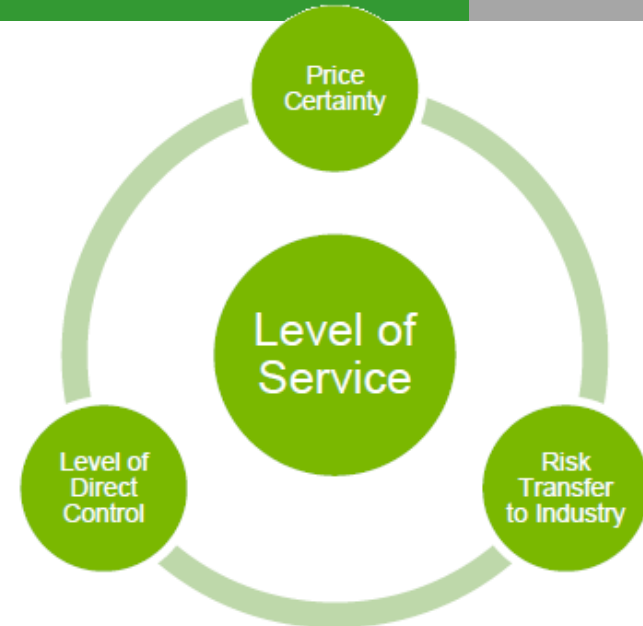 Price
Certainty
Level of
Service
Level of
Direct
Control
Risk
Transfer
to Industry